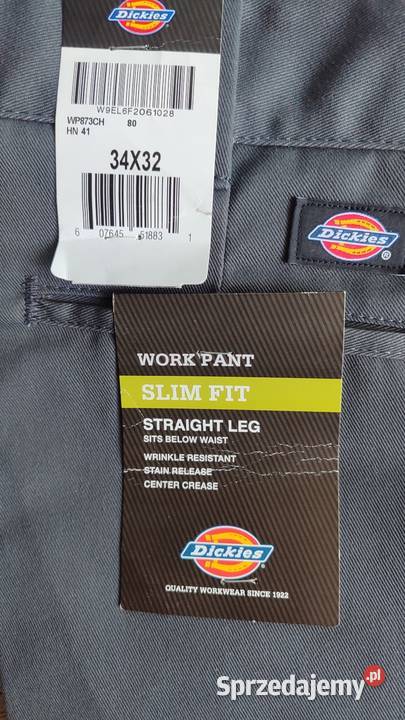 Dickies
W9EL6F2061028
WP873CH 80
HN 41
34X32
6 07645 51883 1
Dickies
®
WORK PANT
SLIM FIT
STRAIGHT LEG
SITS BELOW WAIST
WRINKLE RESISTANT
STAIN RELEASE
CENTER CREASE
Dickies
QUALITY WORKWEAR SINCE 1922
Sprzedajemy.pl